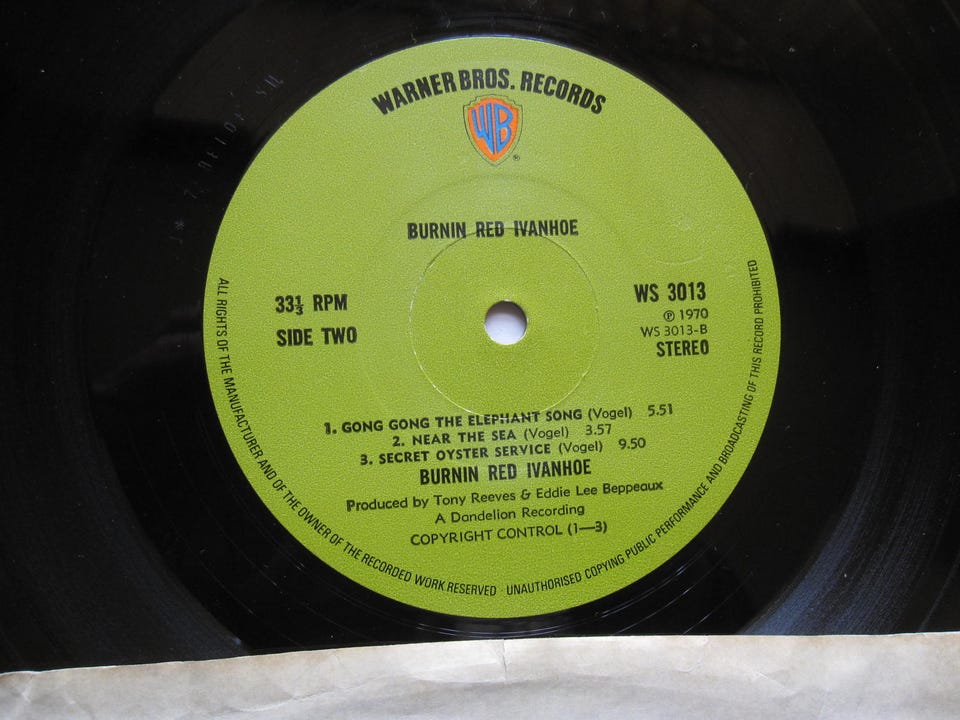 WARNER BROS. RECORDS
WB
®
BURNIN RED IVANHOE
33⅓ RPM
SIDE TWO
WS 3013
℗ 1970
WS 3013-B
STEREO
1. GONG GONG THE ELEPHANT SONG (Vogel) 5.51
2. NEAR THE SEA (Vogel) 3.57
3. SECRET OYSTER SERVICE (Vogel) 9.50
BURNIN RED IVANHOE
Produced by Tony Reeves & Eddie Lee Beppeaux
A Dandelion Recording
COPYRIGHT CONTROL (1—3)
ALL RIGHTS OF THE MANUFACTURER AND OF THE OWNER OF THE RECORDED WORK RESERVED · UNAUTHORISED COPYING PUBLIC PERFORMANCE AND BROADCASTING OF THIS RECORD PROHIBITED